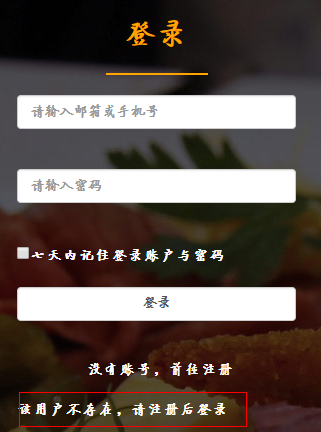 登录
请输入邮箱或手机号
请输入密码
七天内记住登录账户与密码
登录
没有账号，前往注册
该用户不存在，请注册后登录